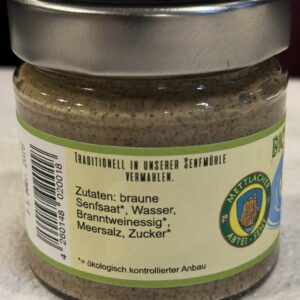 Traditionell in unserer Senfmühle
vermahlen.
Zutaten: braune
Senfsaat*, Wasser,
Branntweinessig*,
Meersalz, Zucker*
*= ökologisch kontrollierter Anbau
4 260148 020018
METTLACHER
ABTEI-SENF